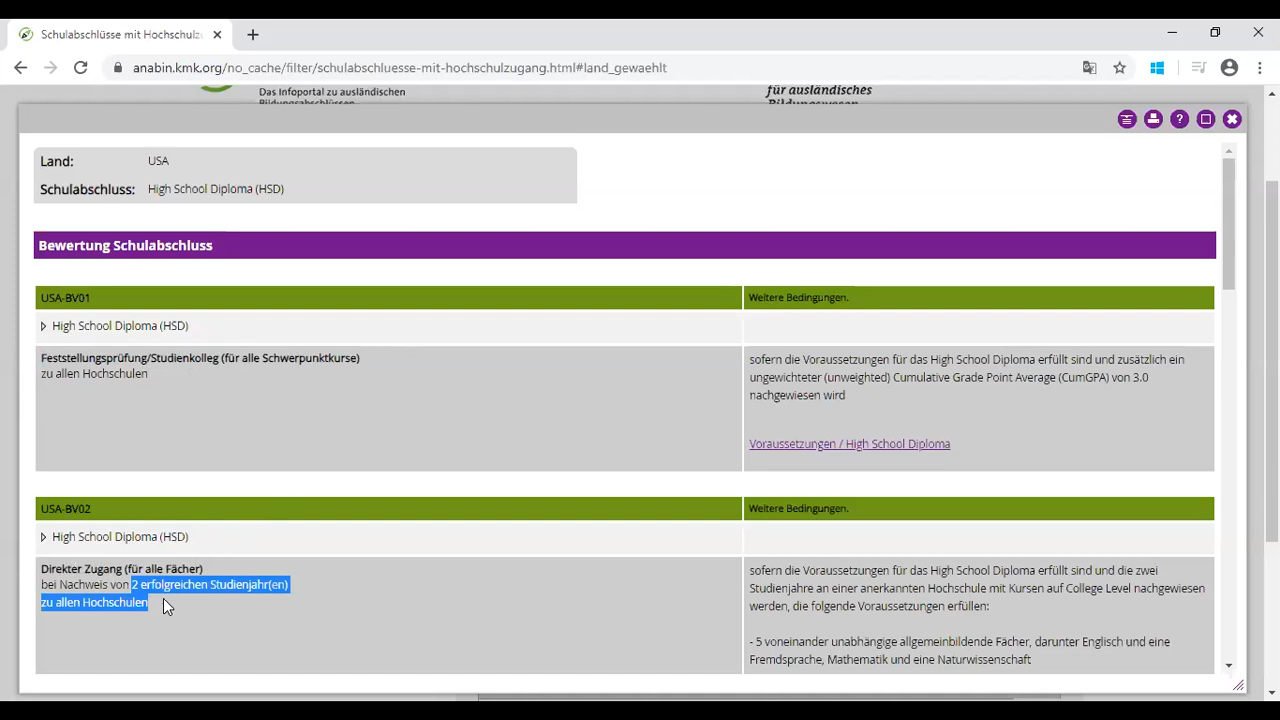 Schulabschlüsse mit Hochschulz
anabin.kmk.org/no_cache/filter/schulabschluesse-mit-hochschulzugang.html#land_gewaehlt
Das Infoportal zu ausländischen
Bildungsabschlüssen
für ausländisches
Bildungswesen
Land: USA
Schulabschluss: High School Diploma (HSD)
Bewertung Schulabschluss
USA-BV01
Weitere Bedingungen.
High School Diploma (HSD)
Feststellungsprüfung/Studienkolleg (für alle Schwerpunktkurse)
zu allen Hochschulen
sofern die Voraussetzungen für das High School Diploma erfüllt sind und zusätzlich ein
ungewichteter (unweighted) Cumulative Grade Point Average (CumGPA) von 3.0
nachgewiesen wird
Voraussetzungen / High School Diploma
USA-BV02
Weitere Bedingungen.
High School Diploma (HSD)
Direkter Zugang (für alle Fächer)
bei Nachweis von 2 erfolgreichen Studienjahr(en)
zu allen Hochschulen
sofern die Voraussetzungen für das High School Diploma erfüllt sind und die zwei
Studienjahre an einer anerkannten Hochschule mit Kursen auf College Level nachgewiesen
werden, die folgende Voraussetzungen erfüllen:
- 5 voneinander unabhängige allgemeinbildende Fächer, darunter Englisch und eine
Fremdsprache, Mathematik und eine Naturwissenschaft